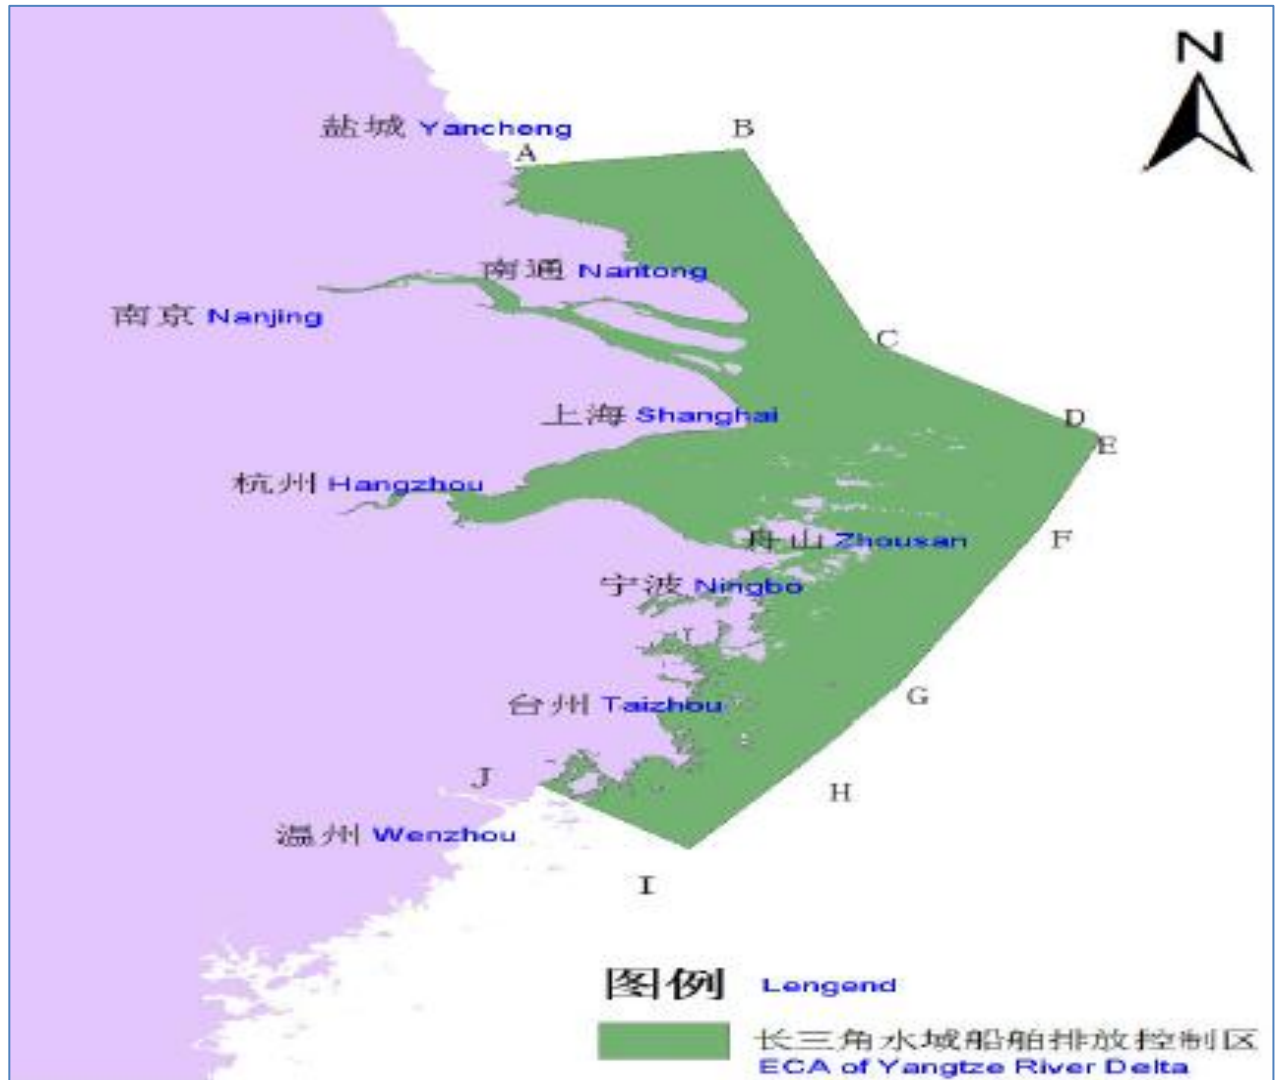 N
盐城 Yancheng
A
B
南通 Nantong
南京 Nanjing
C
上海 Shanghai
D
E
杭州 Hangzhou
舟山 Zhousan
F
宁波 Ningbo
台州 Taizhou
G
J
H
温州 Wenzhou
I
图例 Lengend
长三角水域船舶排放控制区
ECA of Yangtze River Delta